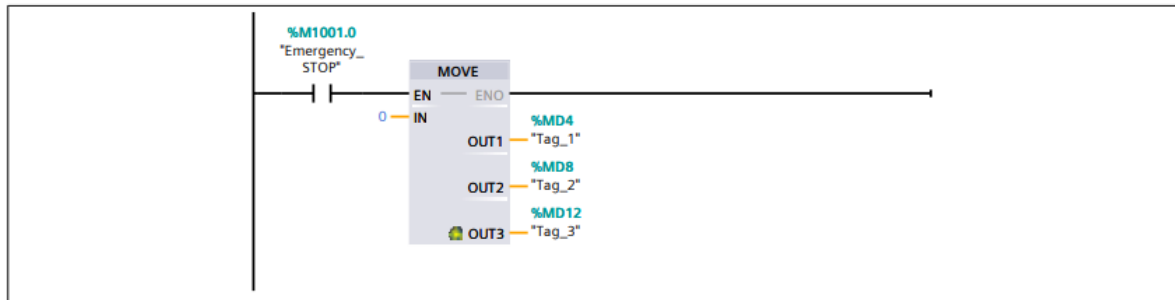 %M1001.0
"Emergency_
STOP"
MOVE
EN ENO
0 IN
%MD4
OUT1 "Tag_1"
%MD8
OUT2 "Tag_2"
%MD12
OUT3 "Tag_3"